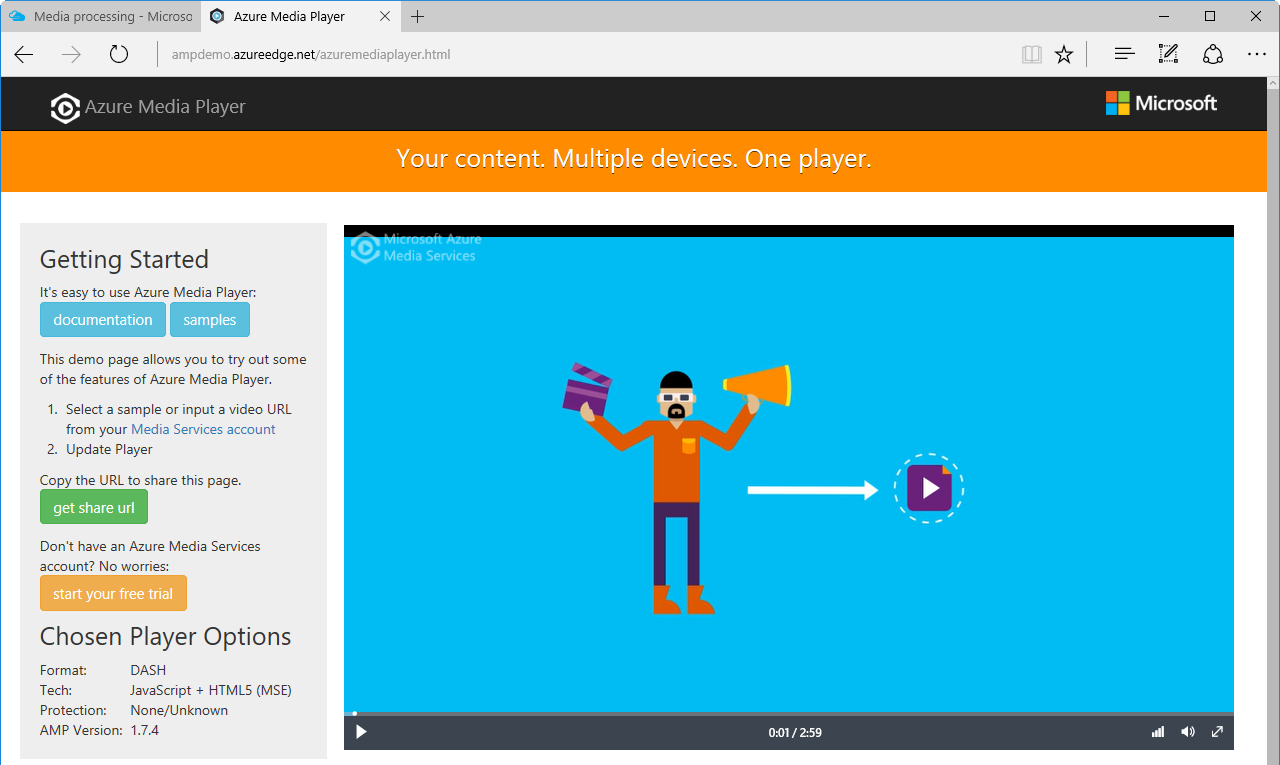 Media processing - Microso
Azure Media Player
ampdemo.azureedge.net/azuremediaplayer.html
Azure Media Player
Microsoft
Your content. Multiple devices. One player.
Getting Started
It's easy to use Azure Media Player:
documentation samples
This demo page allows you to try out some
of the features of Azure Media Player.
1. Select a sample or input a video URL
from your Media Services account
2. Update Player
Copy the URL to share this page.
get share url
Don't have an Azure Media Services
account? No worries:
start your free trial
Chosen Player Options
Format: DASH
Tech: JavaScript + HTML5 (MSE)
Protection: None/Unknown
AMP Version: 1.7.4
Microsoft Azure
Media Services
0:01 / 2:59